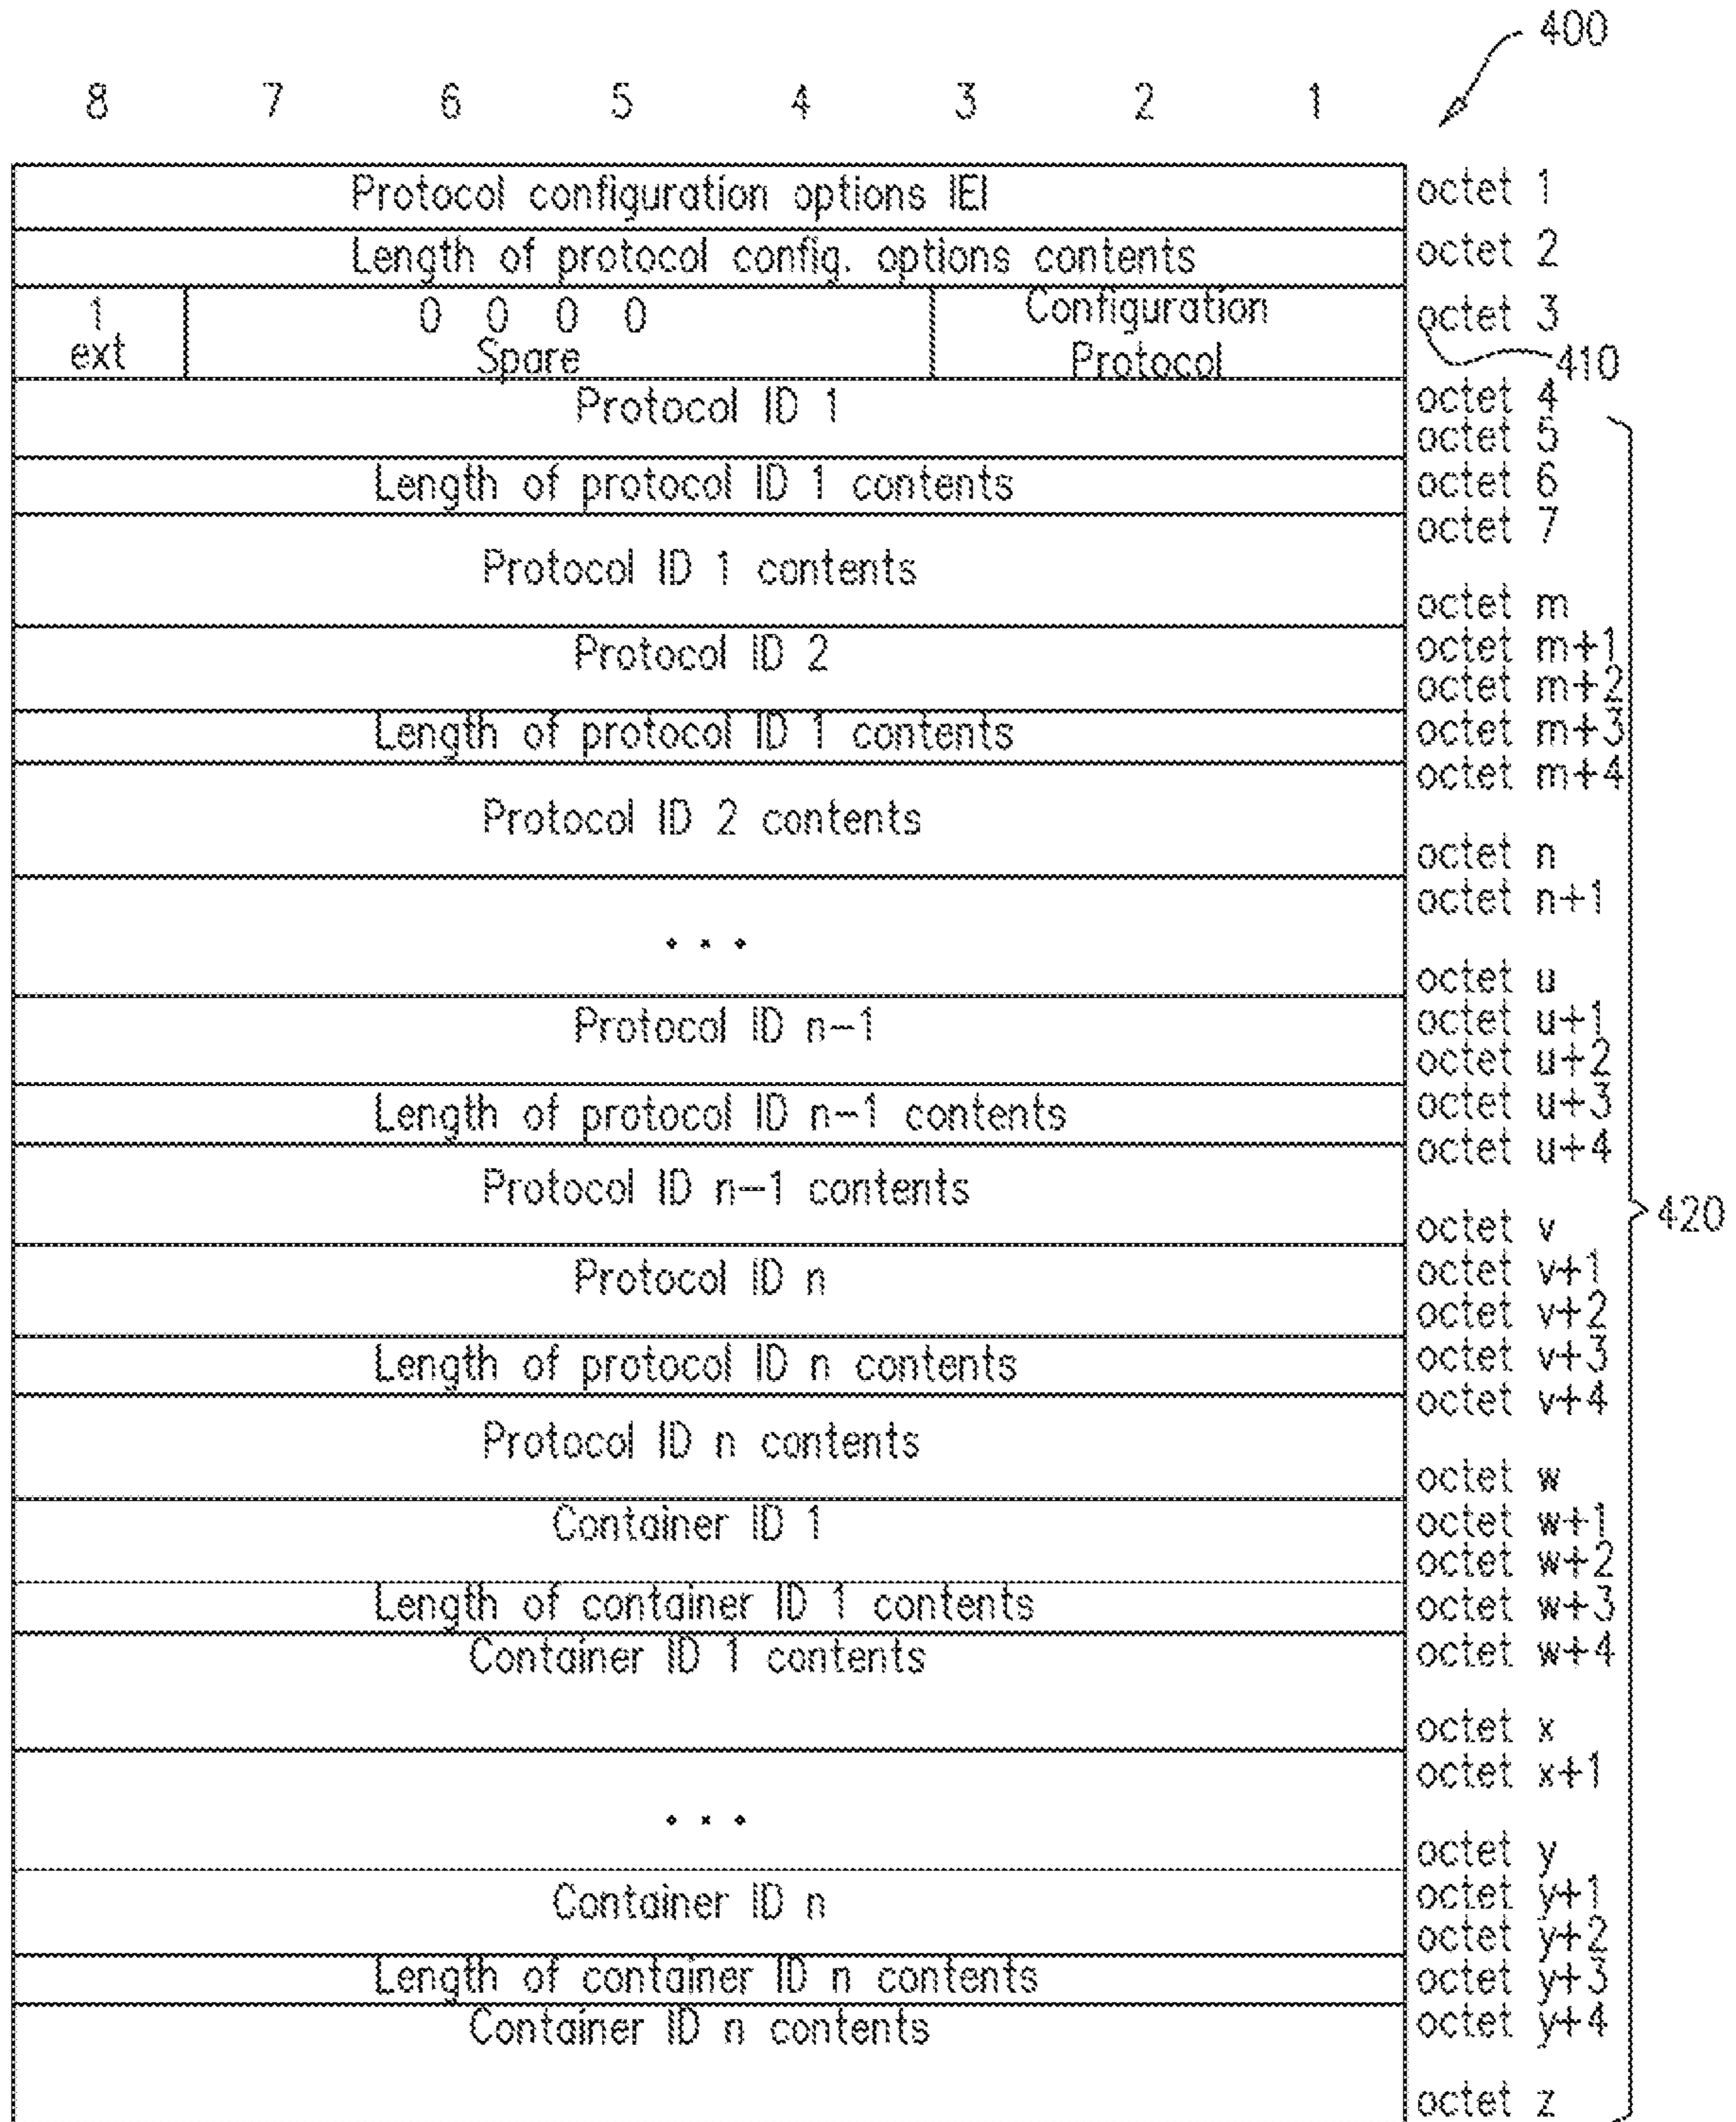 400
8 7 6 5 4 3 2 1
Protocol configuration options IEI octet 1
Length of protocol config. options contents octet 2
1 0 0 0 0 Configuration octet 3
ext Spare Protocol 410
Protocol ID 1 octet 4
octet 5
Length of protocol ID 1 contents octet 6
octet 7
Protocol ID 1 contents
octet m
Protocol ID 2 octet m+1
octet m+2
Length of protocol ID 1 contents octet m+3
octet m+4
Protocol ID 2 contents
octet n
octet n+1
...
octet u
Protocol ID n-1 octet u+1
octet u+2
Length of protocol ID n-1 contents octet u+3
octet u+4
Protocol ID n-1 contents
octet v 420
Protocol ID n octet v+1
octet v+2
Length of protocol ID n contents octet v+3
octet v+4
Protocol ID n contents
octet w
Container ID 1 octet w+1
octet w+2
Length of container ID 1 contents octet w+3
Container ID 1 contents octet w+4
octet x
octet x+1
...
octet y
Container ID n octet y+1
octet y+2
Length of container ID n contents octet y+3
Container ID n contents octet y+4
octet z